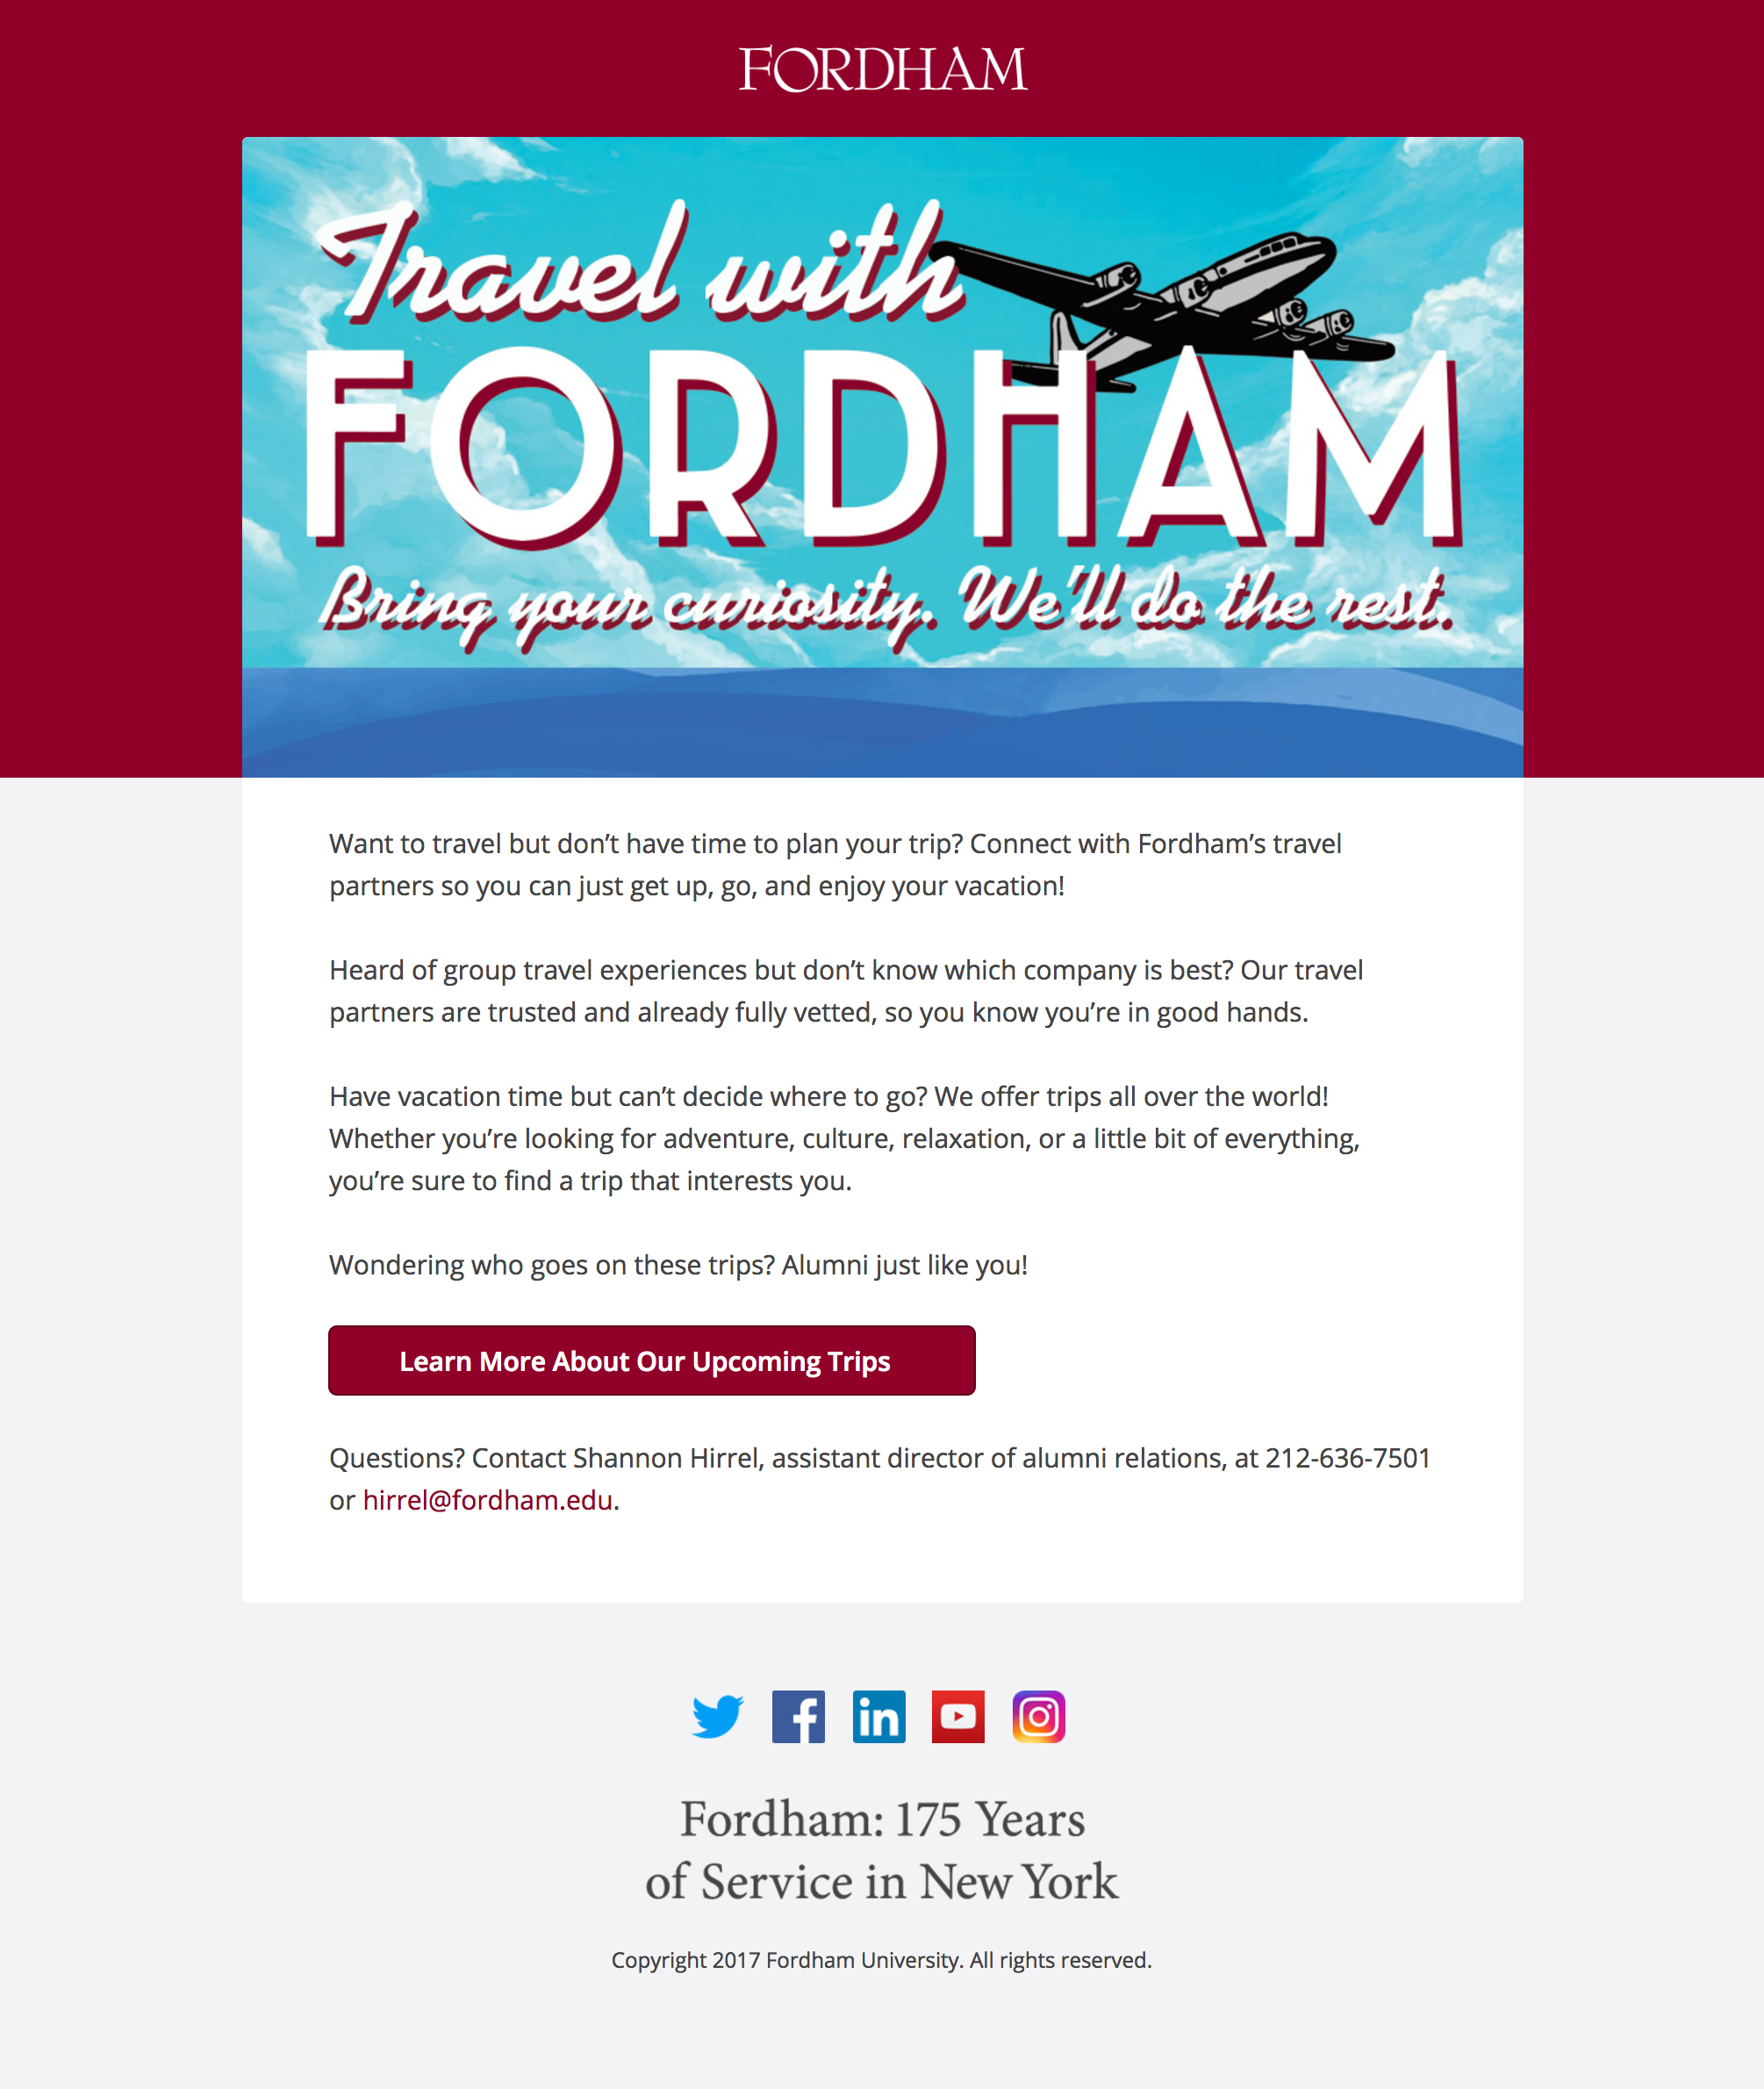 FORDHAM
Travel with
FORDHAM
Bring your curiosity. We'll do the rest.
Want to travel but don’t have time to plan your trip? Connect with Fordham’s travel
partners so you can just get up, go, and enjoy your vacation!
Heard of group travel experiences but don’t know which company is best? Our travel
partners are trusted and already fully vetted, so you know you’re in good hands.
Have vacation time but can’t decide where to go? We offer trips all over the world!
Whether you’re looking for adventure, culture, relaxation, or a little bit of everything,
you’re sure to find a trip that interests you.
Wondering who goes on these trips? Alumni just like you!
Learn More About Our Upcoming Trips
Questions? Contact Shannon Hirrel, assistant director of alumni relations, at 212-636-7501
or hirrel@fordham.edu.
Fordham: 175 Years
of Service in New York
Copyright 2017 Fordham University. All rights reserved.